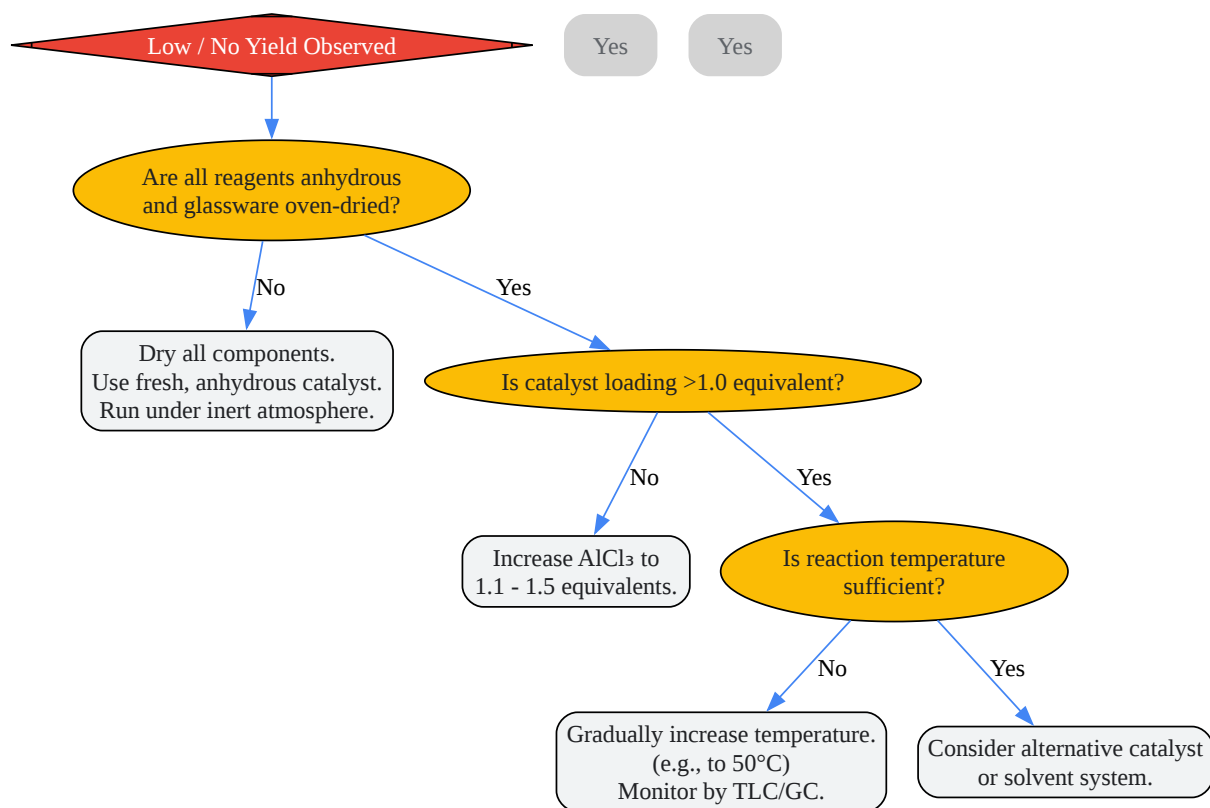 Low / No Yield Observed
Yes
Yes
Are all reagents anhydrous
and glassware oven-dried?
No
Yes
Dry all components.
Use fresh, anhydrous catalyst.
Run under inert atmosphere.
Is catalyst loading >1.0 equivalent?
No
Yes
Increase AlCl₃ to
1.1 - 1.5 equivalents.
Is reaction temperature
sufficient?
No
Yes
Gradually increase temperature.
(e.g., to 50°C)
Monitor by TLC/GC.
Consider alternative catalyst
or solvent system.